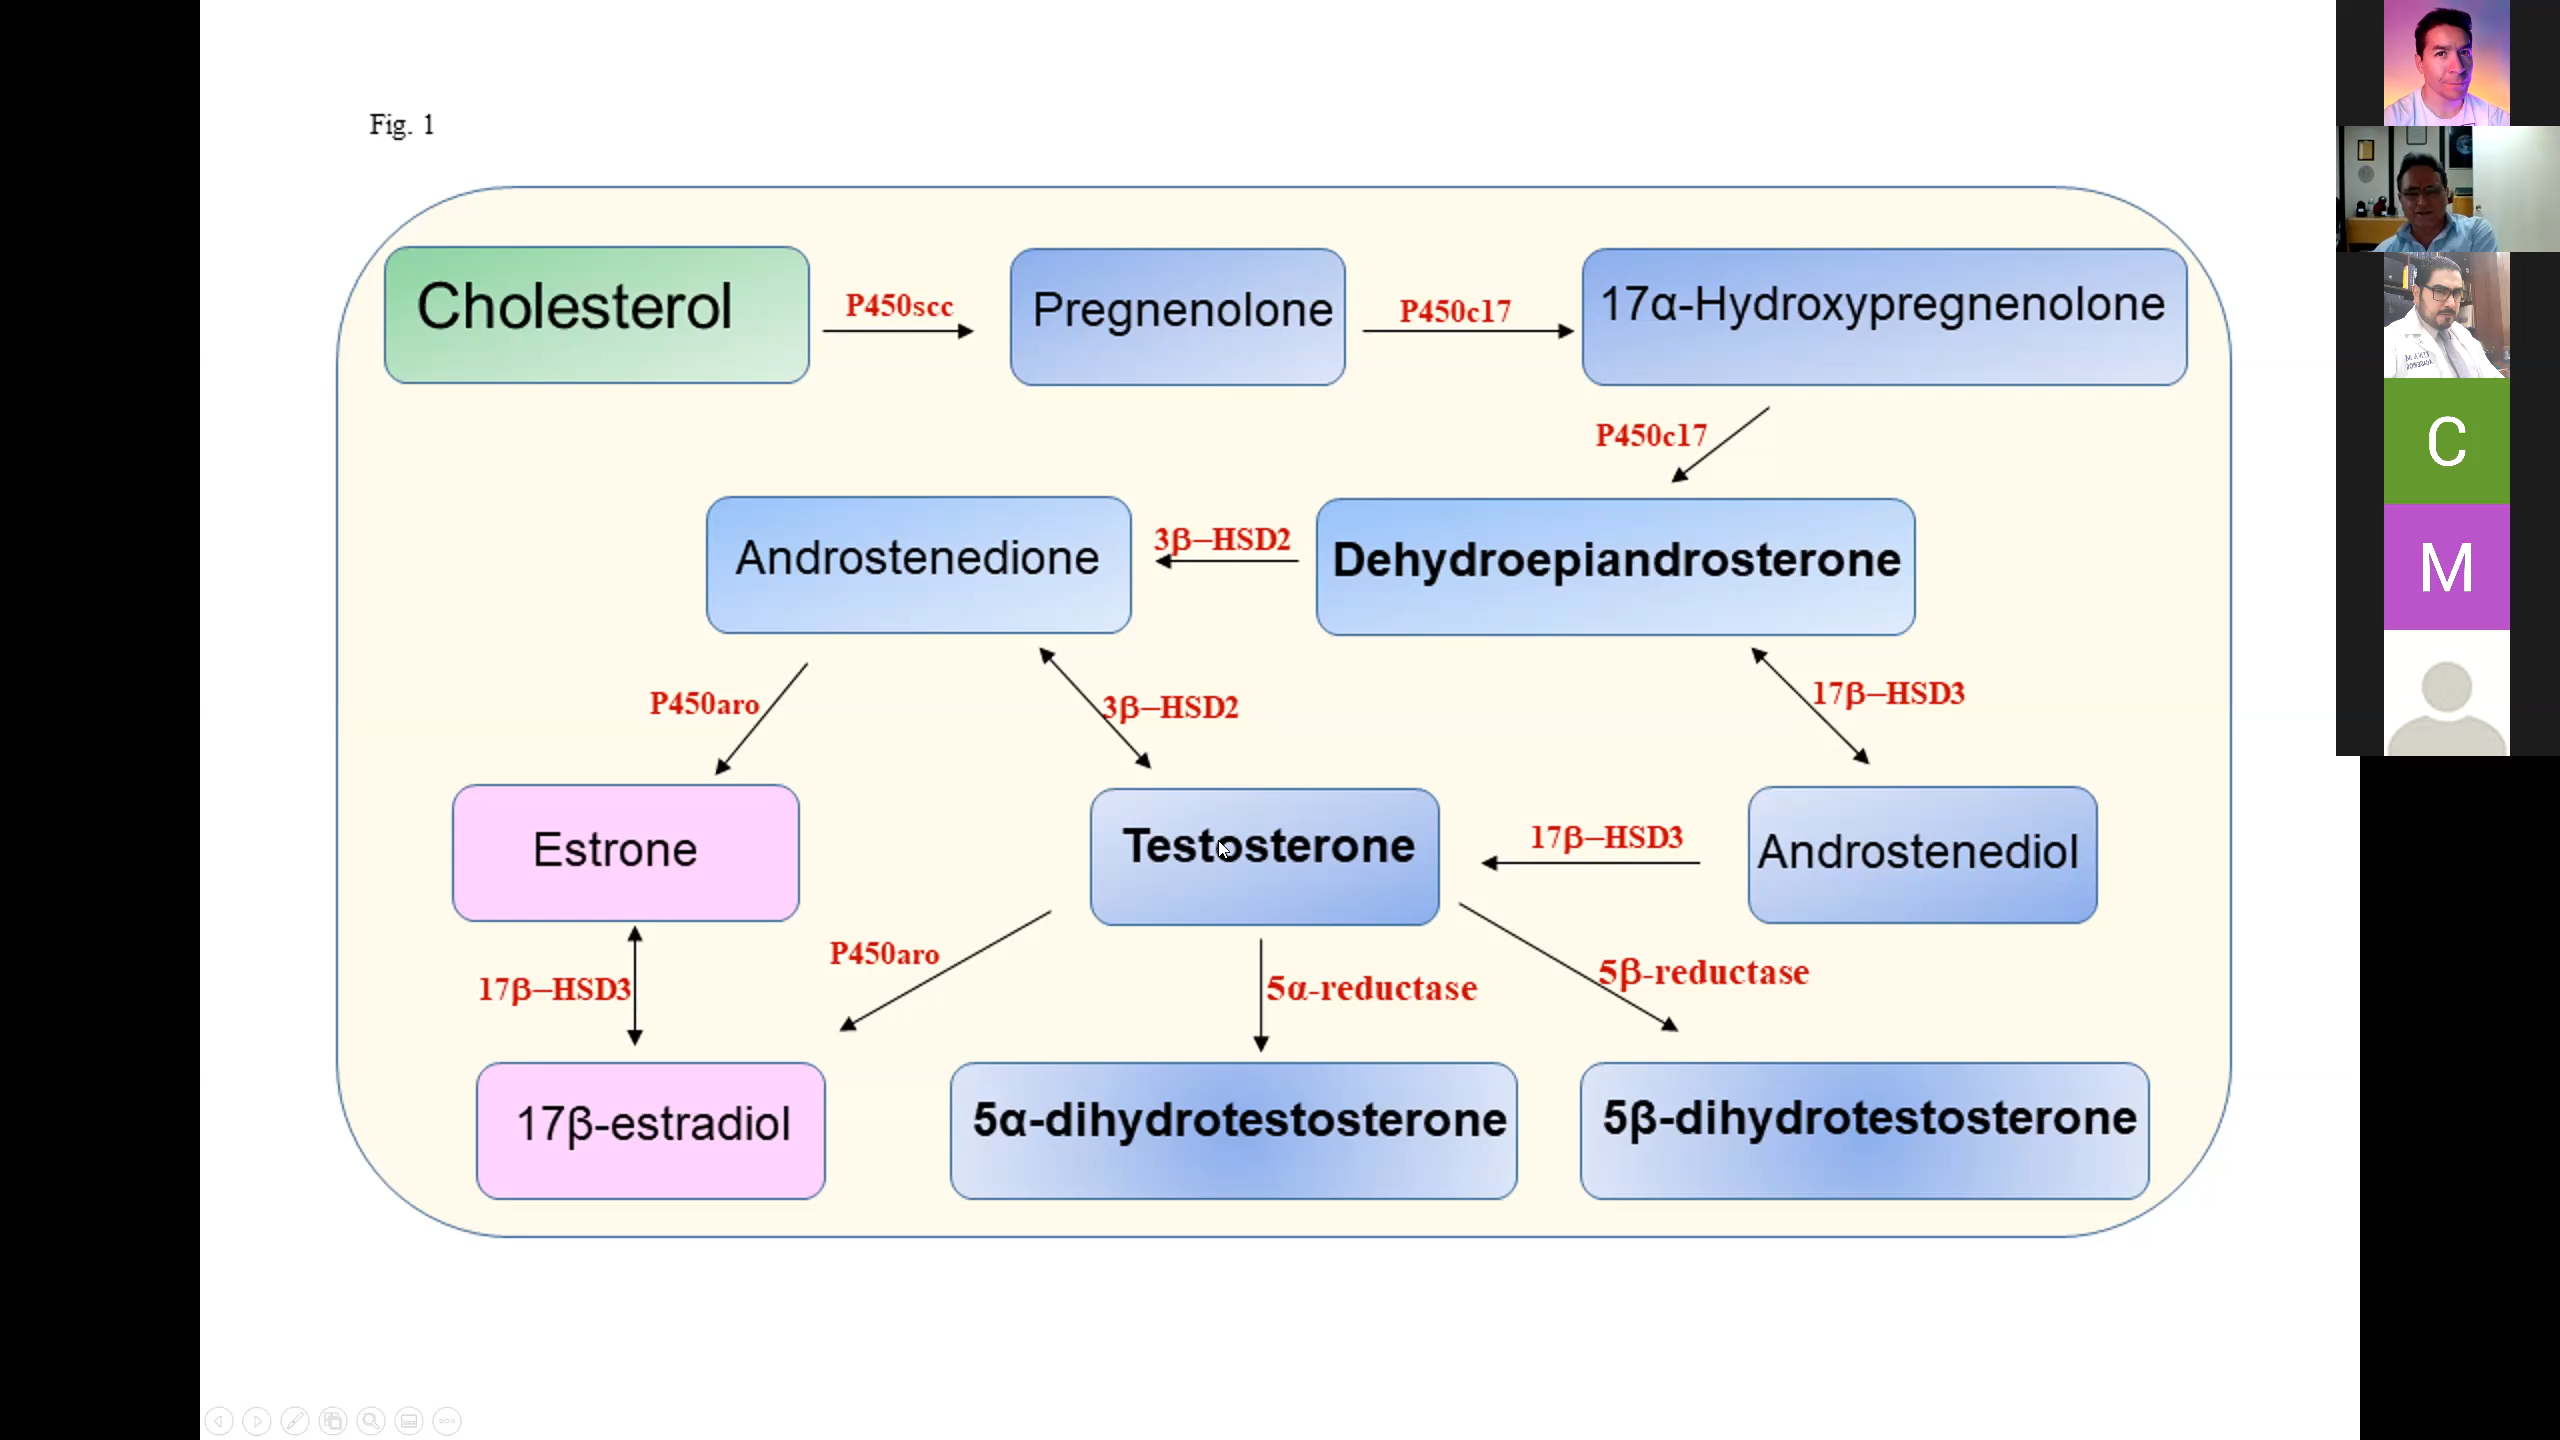 Fig. 1
Cholesterol
P450scc
Pregnenolone
P450c17
17α-Hydroxypregnenolone
P450c17
Androstenedione
3β–HSD2
Dehydroepiandrosterone
P450aro
3β–HSD2
17β–HSD3
Estrone
Testosterone
17β–HSD3
Androstenediol
17β–HSD3
P450aro
5α-reductase
5β-reductase
17β-estradiol
5α-dihydrotestosterone
5β-dihydrotestosterone
C
M